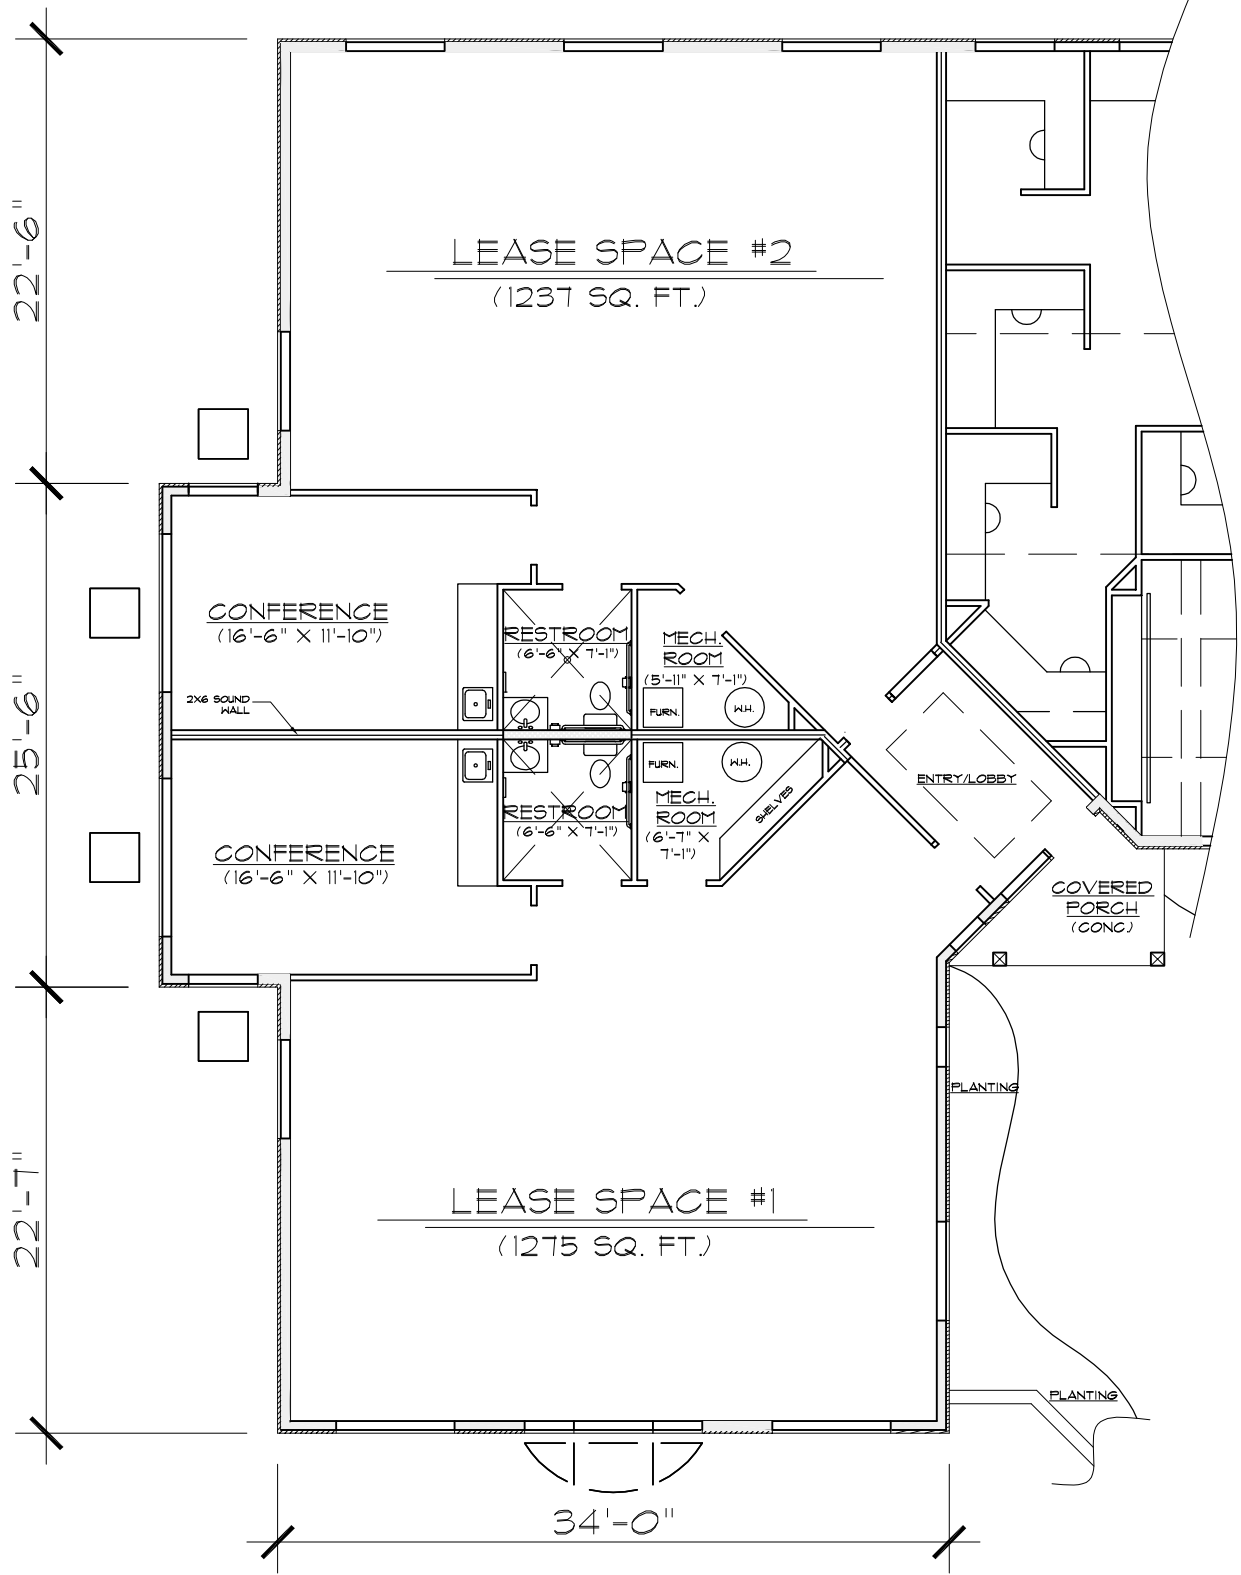 22'-6"
LEASE SPACE #2
(1237 SQ. FT.)
CONFERENCE
(16'-6" X 11'-10")
RESTROOM
(6'-6" X 7'-1")
MECH.
ROOM
(5'-11" X 7'-1")
2X6 SOUND
WALL
FURN.
W.H.
25'-6"
FURN.
W.H.
ENTRY/LOBBY
SHELVES
RESTROOM
(6'-6" X 7'-1")
MECH.
ROOM
(6'-7" X
7'-1")
CONFERENCE
(16'-6" X 11'-10")
COVERED
PORCH
(CONC.)
PLANTING
22'-7"
LEASE SPACE #1
(1275 SQ. FT.)
PLANTING
34'-0"